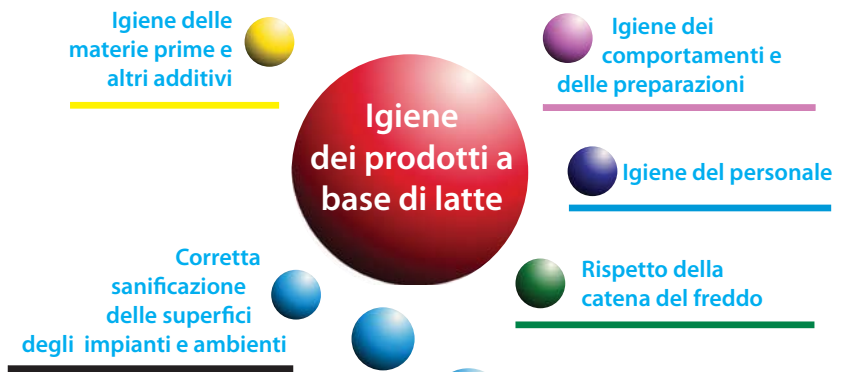 Igiene delle
materie prime e
altri additivi
Igiene dei
comportamenti e
delle preparazioni
Igiene
dei prodotti a
base di latte
Igiene del personale
Corretta
sanificazione
delle superfici
degli impianti e ambienti
Rispetto della
catena del freddo